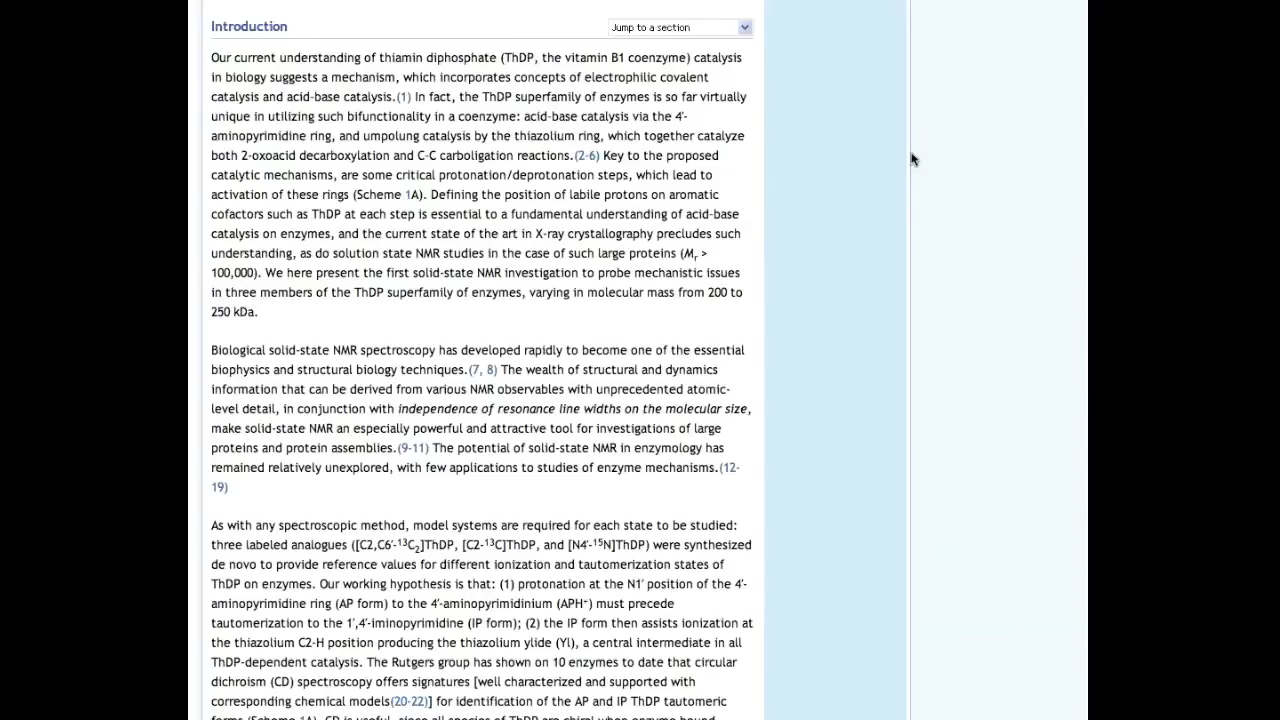 Introduction
Jump to a section
Our current understanding of thiamin diphosphate (ThDP, the vitamin B1 coenzyme) catalysis
in biology suggests a mechanism, which incorporates concepts of electrophilic covalent
catalysis and acid-base catalysis.(1) In fact, the ThDP superfamily of enzymes is so far virtually
unique in utilizing such bifunctionality in a coenzyme: acid-base catalysis via the 4′-
aminopyrimidine ring, and umpolung catalysis by the thiazolium ring, which together catalyze
both 2-oxoacid decarboxylation and C-C carboligation reactions.(2-6) Key to the proposed
catalytic mechanisms, are some critical protonation/deprotonation steps, which lead to
activation of these rings (Scheme 1A). Defining the position of labile protons on aromatic
cofactors such as ThDP at each step is essential to a fundamental understanding of acid-base
catalysis on enzymes, and the current state of the art in X-ray crystallography precludes such
understanding, as do solution state NMR studies in the case of such large proteins (Mr >
100,000). We here present the first solid-state NMR investigation to probe mechanistic issues
in three members of the ThDP superfamily of enzymes, varying in molecular mass from 200 to
250 kDa.
Biological solid-state NMR spectroscopy has developed rapidly to become one of the essential
biophysics and structural biology techniques.(7, 8) The wealth of structural and dynamics
information that can be derived from various NMR observables with unprecedented atomic-
level detail, in conjunction with independence of resonance line widths on the molecular size,
make solid-state NMR an especially powerful and attractive tool for investigations of large
proteins and protein assemblies.(9-11) The potential of solid-state NMR in enzymology has
remained relatively unexplored, with few applications to studies of enzyme mechanisms.(12-
19)
As with any spectroscopic method, model systems are required for each state to be studied:
three labeled analogues ([C2,C6′-¹³C₂]ThDP, [C2-¹³C]ThDP, and [N4′-¹⁵N]ThDP) were synthesized
de novo to provide reference values for different ionization and tautomerization states of
ThDP on enzymes. Our working hypothesis is that: (1) protonation at the N1′ position of the 4′-
aminopyrimidine ring (AP form) to the 4′-aminopyrimidinium (APH⁺) must precede
tautomerization to the 1′,4′-iminopyrimidine (IP form); (2) the IP form then assists ionization at
the thiazolium C2-H position producing the thiazolium ylide (Yl), a central intermediate in all
ThDP-dependent catalysis. The Rutgers group has shown on 10 enzymes to date that circular
dichroism (CD) spectroscopy offers signatures [well characterized and supported with
corresponding chemical models(20-22)] for identification of the AP and IP ThDP tautomeric
forms (Scheme 1A). CD is useful, since all species of ThDP are chiral when enzyme bound